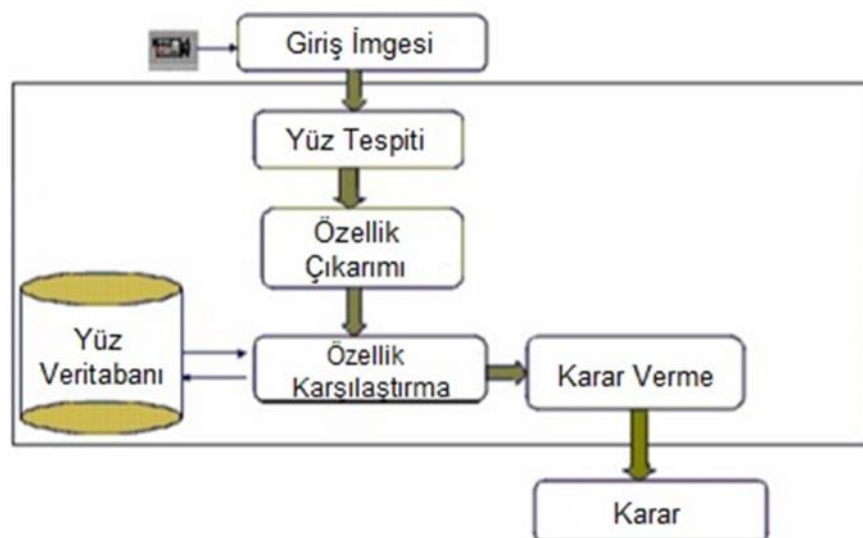 Giriş İmgesi
Yüz Tespiti
Özellik
Çıkarımı
Yüz
Veritabanı
Özellik
Karşılaştırma
Karar Verme
Karar